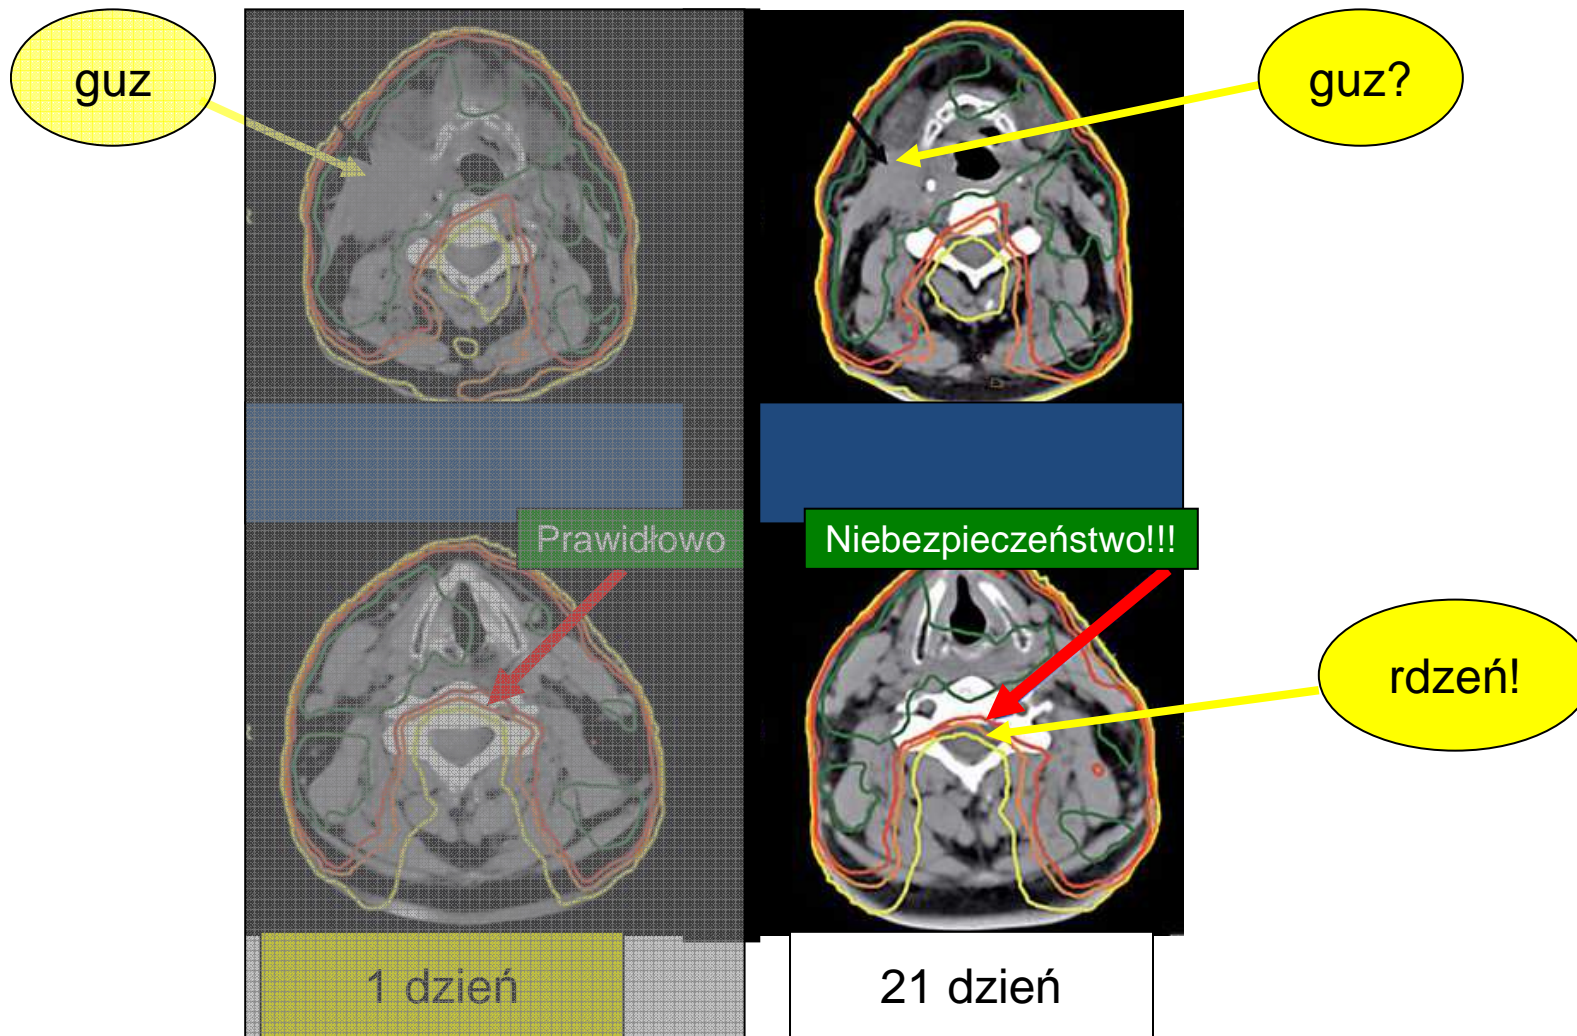 guz
guz?
Prawidłowo
Niebezpieczeństwo!!!
rdzeń!
1 dzień
21 dzień